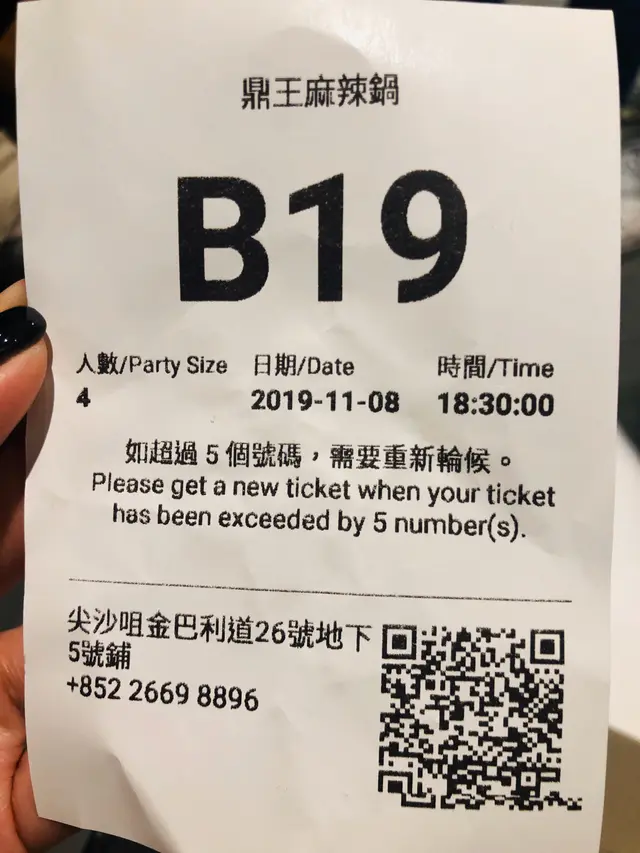 鼎王麻辣鍋
B19
人數/Party Size 日期/Date 時間/Time
4 2019-11-08 18:30:00
如超過 5 個號碼，需要重新輪候。
Please get a new ticket when your ticket
has been exceeded by 5 number(s).
尖沙咀金巴利道26號地下
5號鋪
+852 2669 8896